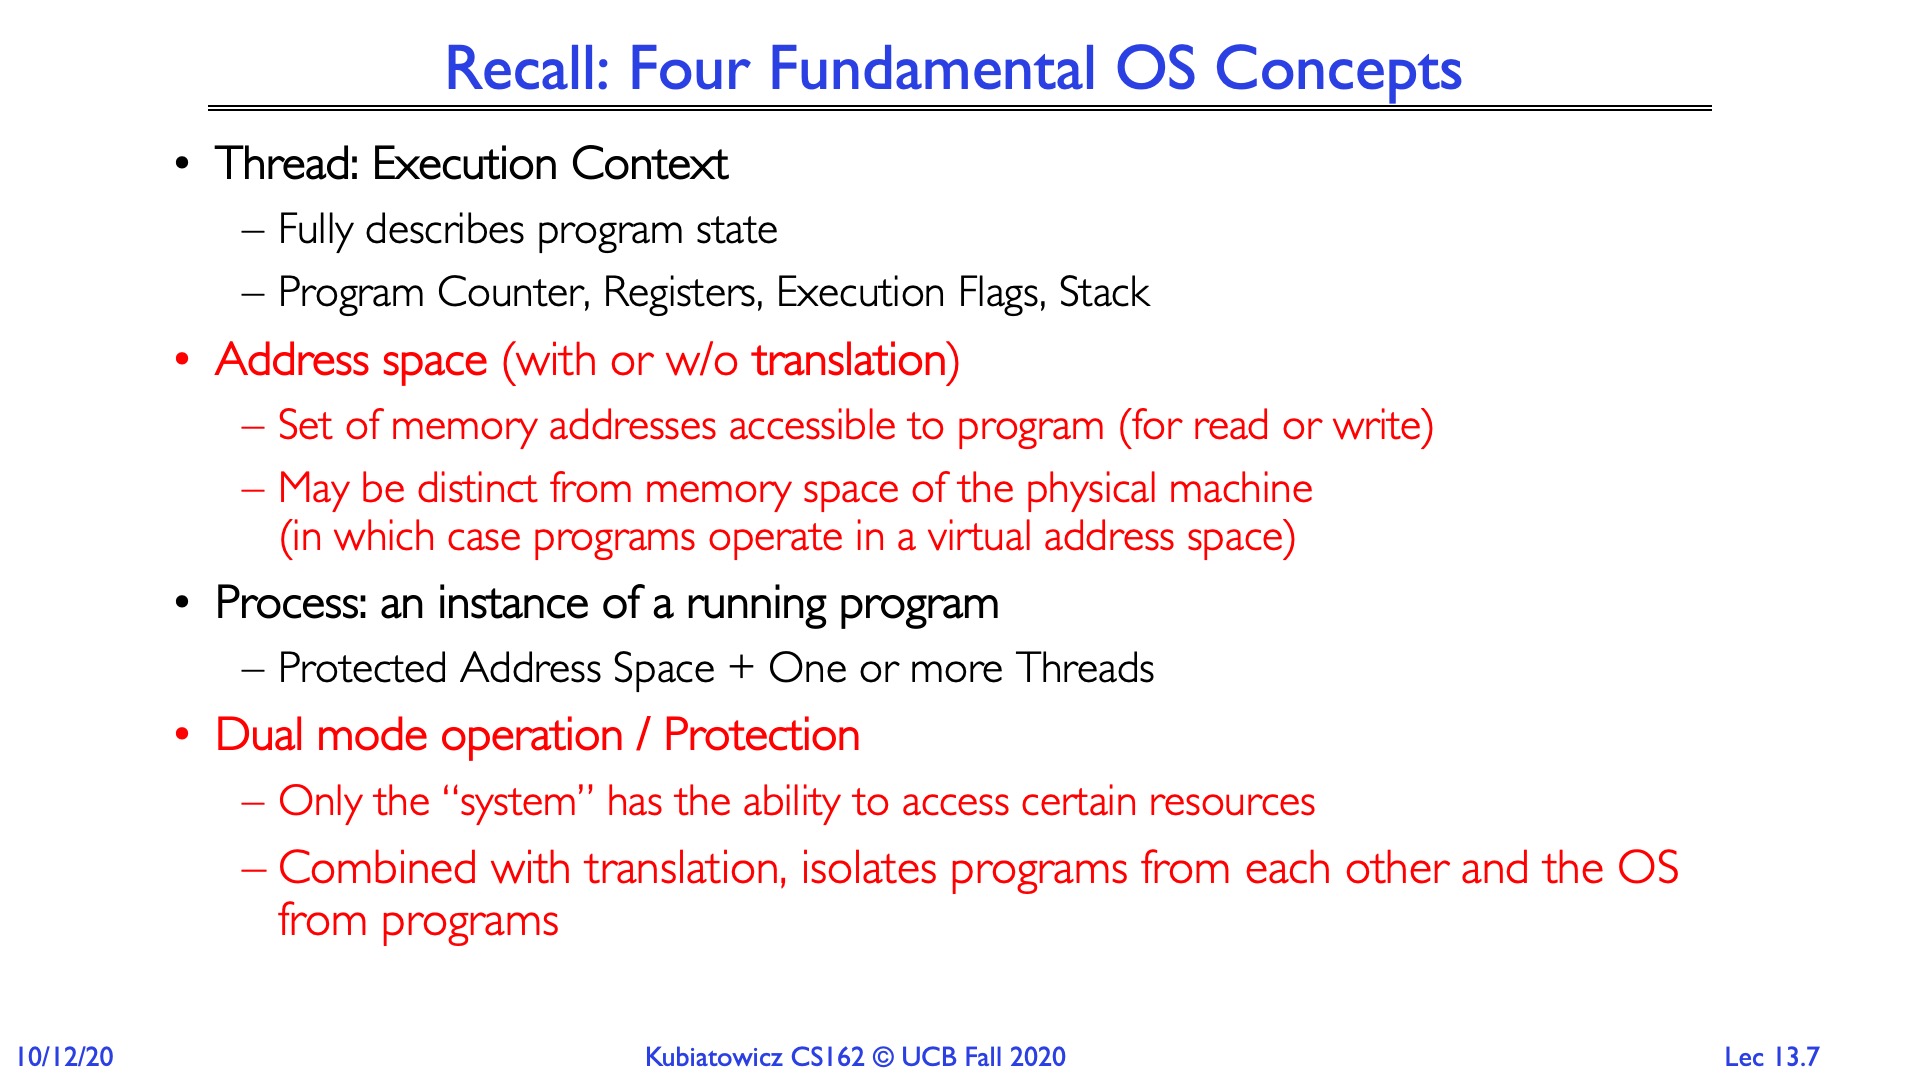 Recall: Four Fundamental OS Concepts
• Thread: Execution Context
– Fully describes program state
– Program Counter, Registers, Execution Flags, Stack
• Address space (with or w/o translation)
– Set of memory addresses accessible to program (for read or write)
– May be distinct from memory space of the physical machine
(in which case programs operate in a virtual address space)
• Process: an instance of a running program
– Protected Address Space + One or more Threads
• Dual mode operation / Protection
– Only the “system” has the ability to access certain resources
– Combined with translation, isolates programs from each other and the OS
from programs
10/12/20
Kubiatowicz CS162 © UCB Fall 2020
Lec 13.7